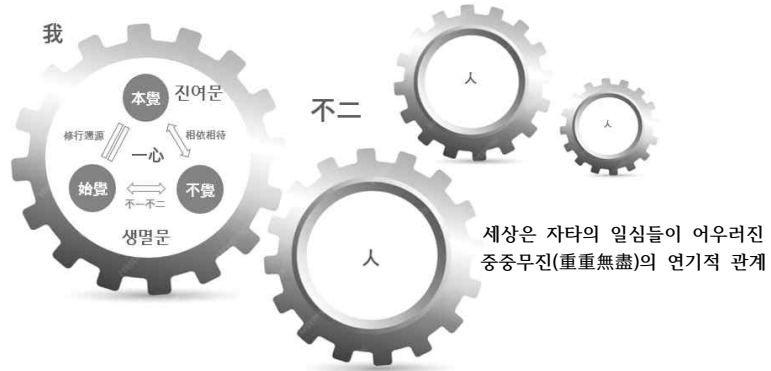 我
本覺
진여문
修行溯源
相依相待
一心
始覺
不覺
不一不二
생멸문
不二
人
人
人
세상은 자타의 일심들이 어우러진
중중무진(重重無盡)의 연기적 관계